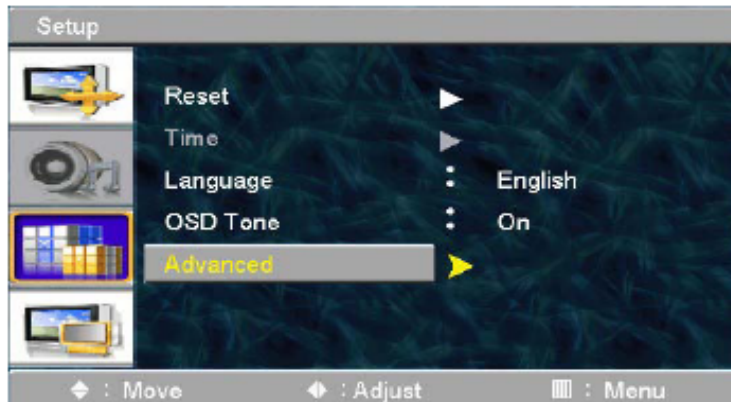 Setup
Reset ▶
Time ▶
Language : English
OSD Tone : On
Advanced ➤
: Move : Adjust : Menu